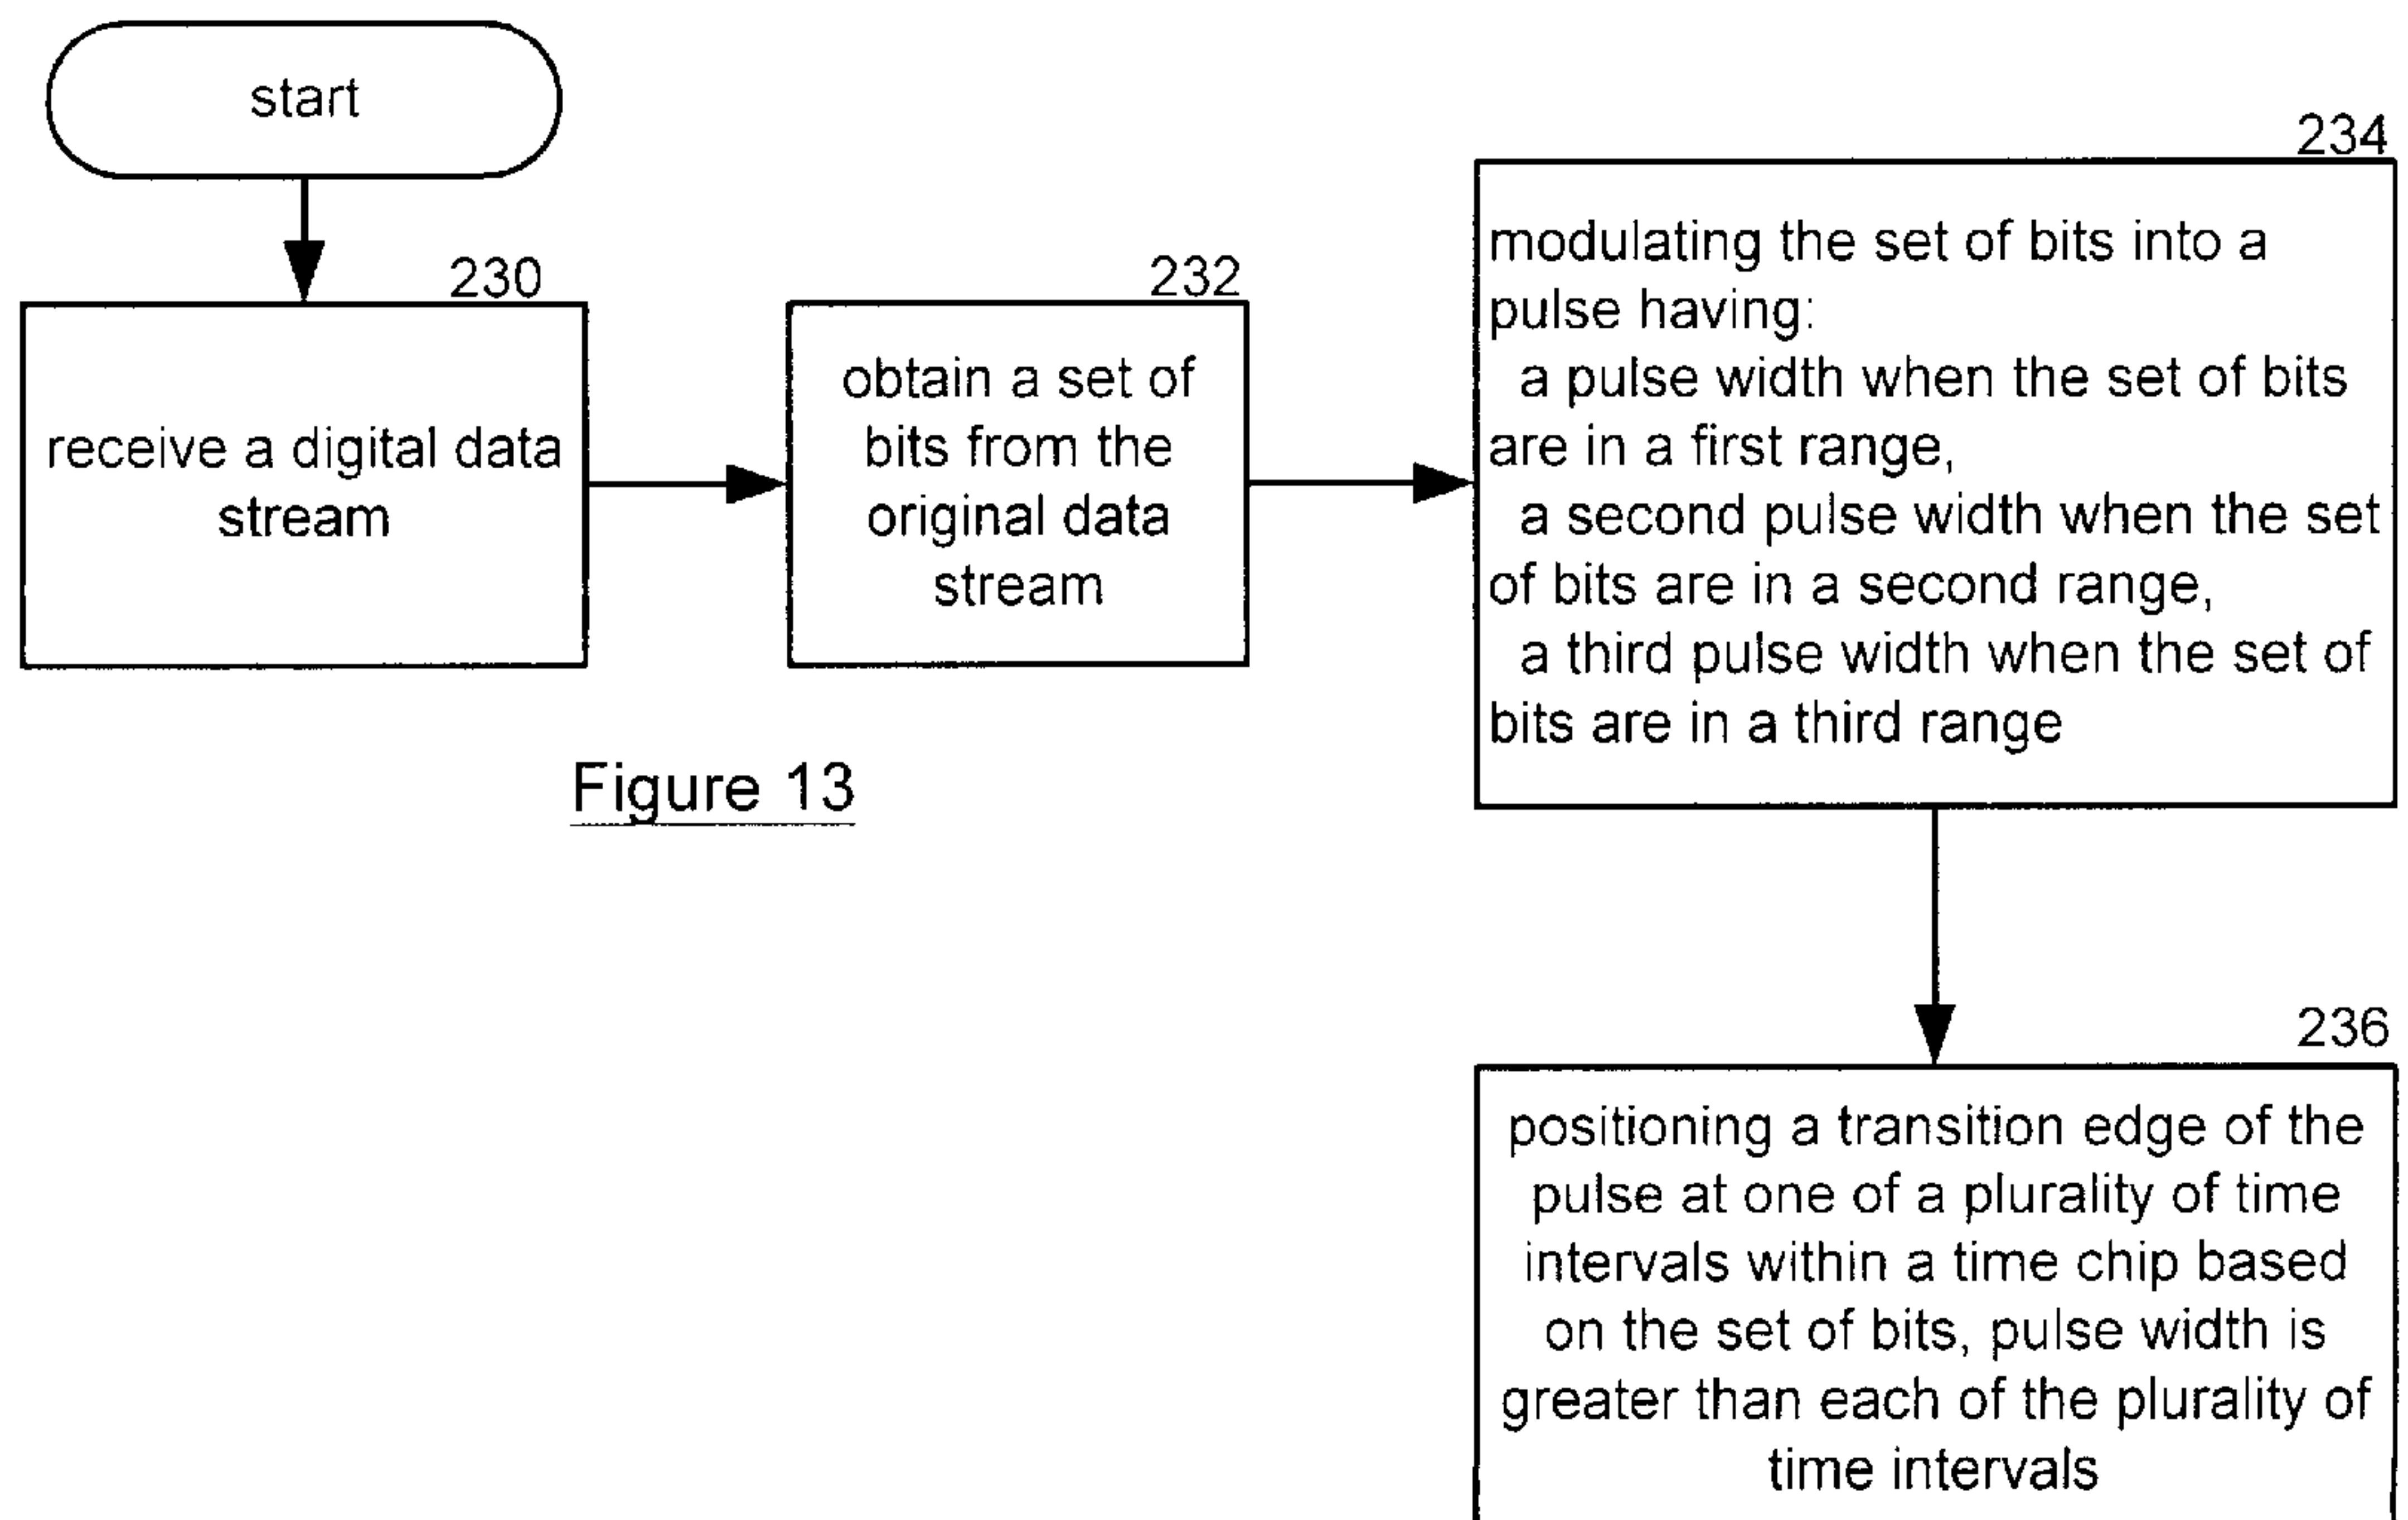 start
230
receive a digital data
stream
232
obtain a set of
bits from the
original data
stream
234
modulating the set of bits into a
pulse having:
a pulse width when the set of bits
are in a first range,
a second pulse width when the set
of bits are in a second range,
a third pulse width when the set of
bits are in a third range
Figure 13
236
positioning a transition edge of the
pulse at one of a plurality of time
intervals within a time chip based
on the set of bits, pulse width is
greater than each of the plurality of
time intervals